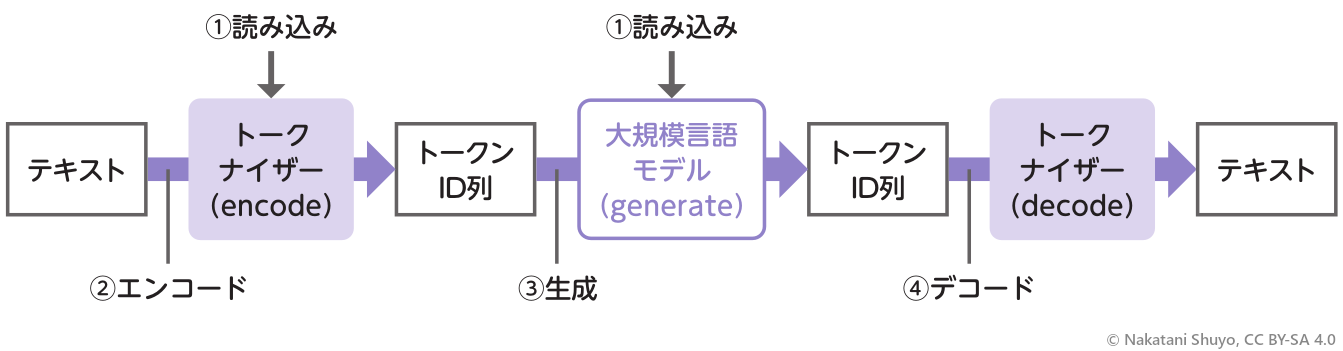 ①読み込み
①読み込み
テキスト
トーク
ナイザー
(encode)
トークン
ID列
大規模言語
モデル
(generate)
トークン
ID列
トーク
ナイザー
(decode)
テキスト
②エンコード
③生成
④デコード
© Nakatani Shuyo, CC BY-SA 4.0